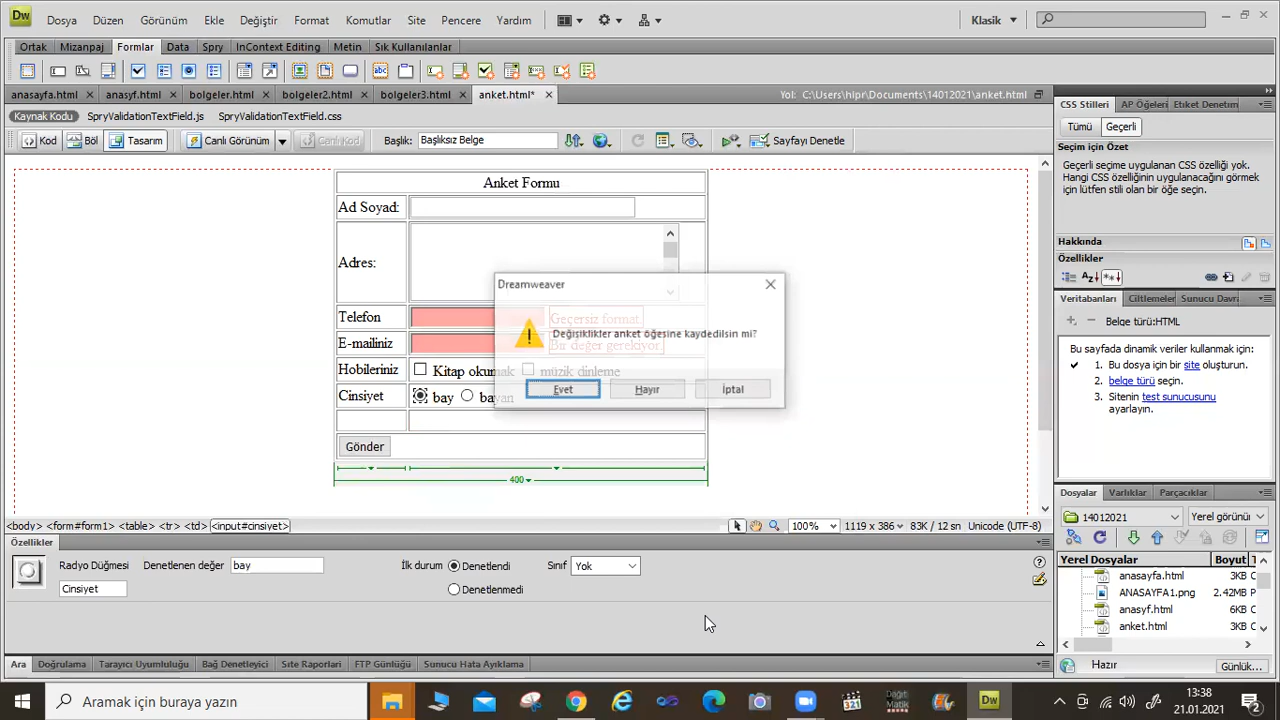 Dw Dosya Düzen Görünüm Ekle Değiştir Format Komutlar Site Pencere Yardım Klasik
Ortak Mizanpaj Formlar Data Spry InContext Editing Metin Sık Kullanılanlar
anasayfa.html anasyf.html bolgeler.html bolgeler2.html bolgeler3.html anket.html* Yol: C:\Users\hlpr\Documents\14012021\anket.html
Kaynak Kodu SpryValidationTextField.js SpryValidationTextField.css
Kod Böl Tasarım Canlı Görünüm Canlı Kod Başlık: Başlıksız Belge Sayfayı Denetle
Anket Formu
Ad Soyad:
Adres:
Telefon Geçersiz format.
E-mailiniz Bir değer gerekiyor.
Hobileriniz Kitap okumak müzik dinleme
Cinsiyet bay bayan
Gönder
400
Dreamweaver
Değişiklikler anket öğesine kaydedilsin mi?
Evet Hayır İptal
<body> <form#form1> <table> <tr> <td> <input#cinsiyet> 100% 1119 x 386 83K / 12 sn Unicode (UTF-8)
Özellikler
Radyo Düğmesi Denetlenen değer bay İlk durum Denetlendi Sınıf Yok
Cinsiyet Denetlenmedi
Ara Doğrulama Tarayıcı Uyumluluğu Bağ Denetleyici Site Raporları FTP Günlüğü Sunucu Hata Ayıklama
CSS Stilleri AP Öğeleri Etiket Denetim
Tümü Geçerli
Seçim için Özet
Geçerli seçime uygulanan CSS özelliği yok.
Hangi CSS özelliğinin uygulanacağını görmek
için lütfen stili olan bir öğe seçin.
Hakkında
Özellikler
Veritabanları Ciltlemeler Sunucu Davra
Belge türü:HTML
Bu sayfada dinamik veriler kullanmak için:
1. Bu dosya için bir site oluşturun.
2. belge türü seçin.
3. Sitenin test sunucusunu
ayarlayın.
Dosyalar Varlıklar Parçacıklar
14012021 Yerel görünü
Yerel Dosyalar Boyut T
anasayfa.html 3KB C
ANASAYFA1.png 2.42MB P
anasyf.html 6KB C
anket.html 3KB C
Hazır Günlük...
Aramak için buraya yazın
321
Değiti Matik
Dw
13:38
21.01.2021
2